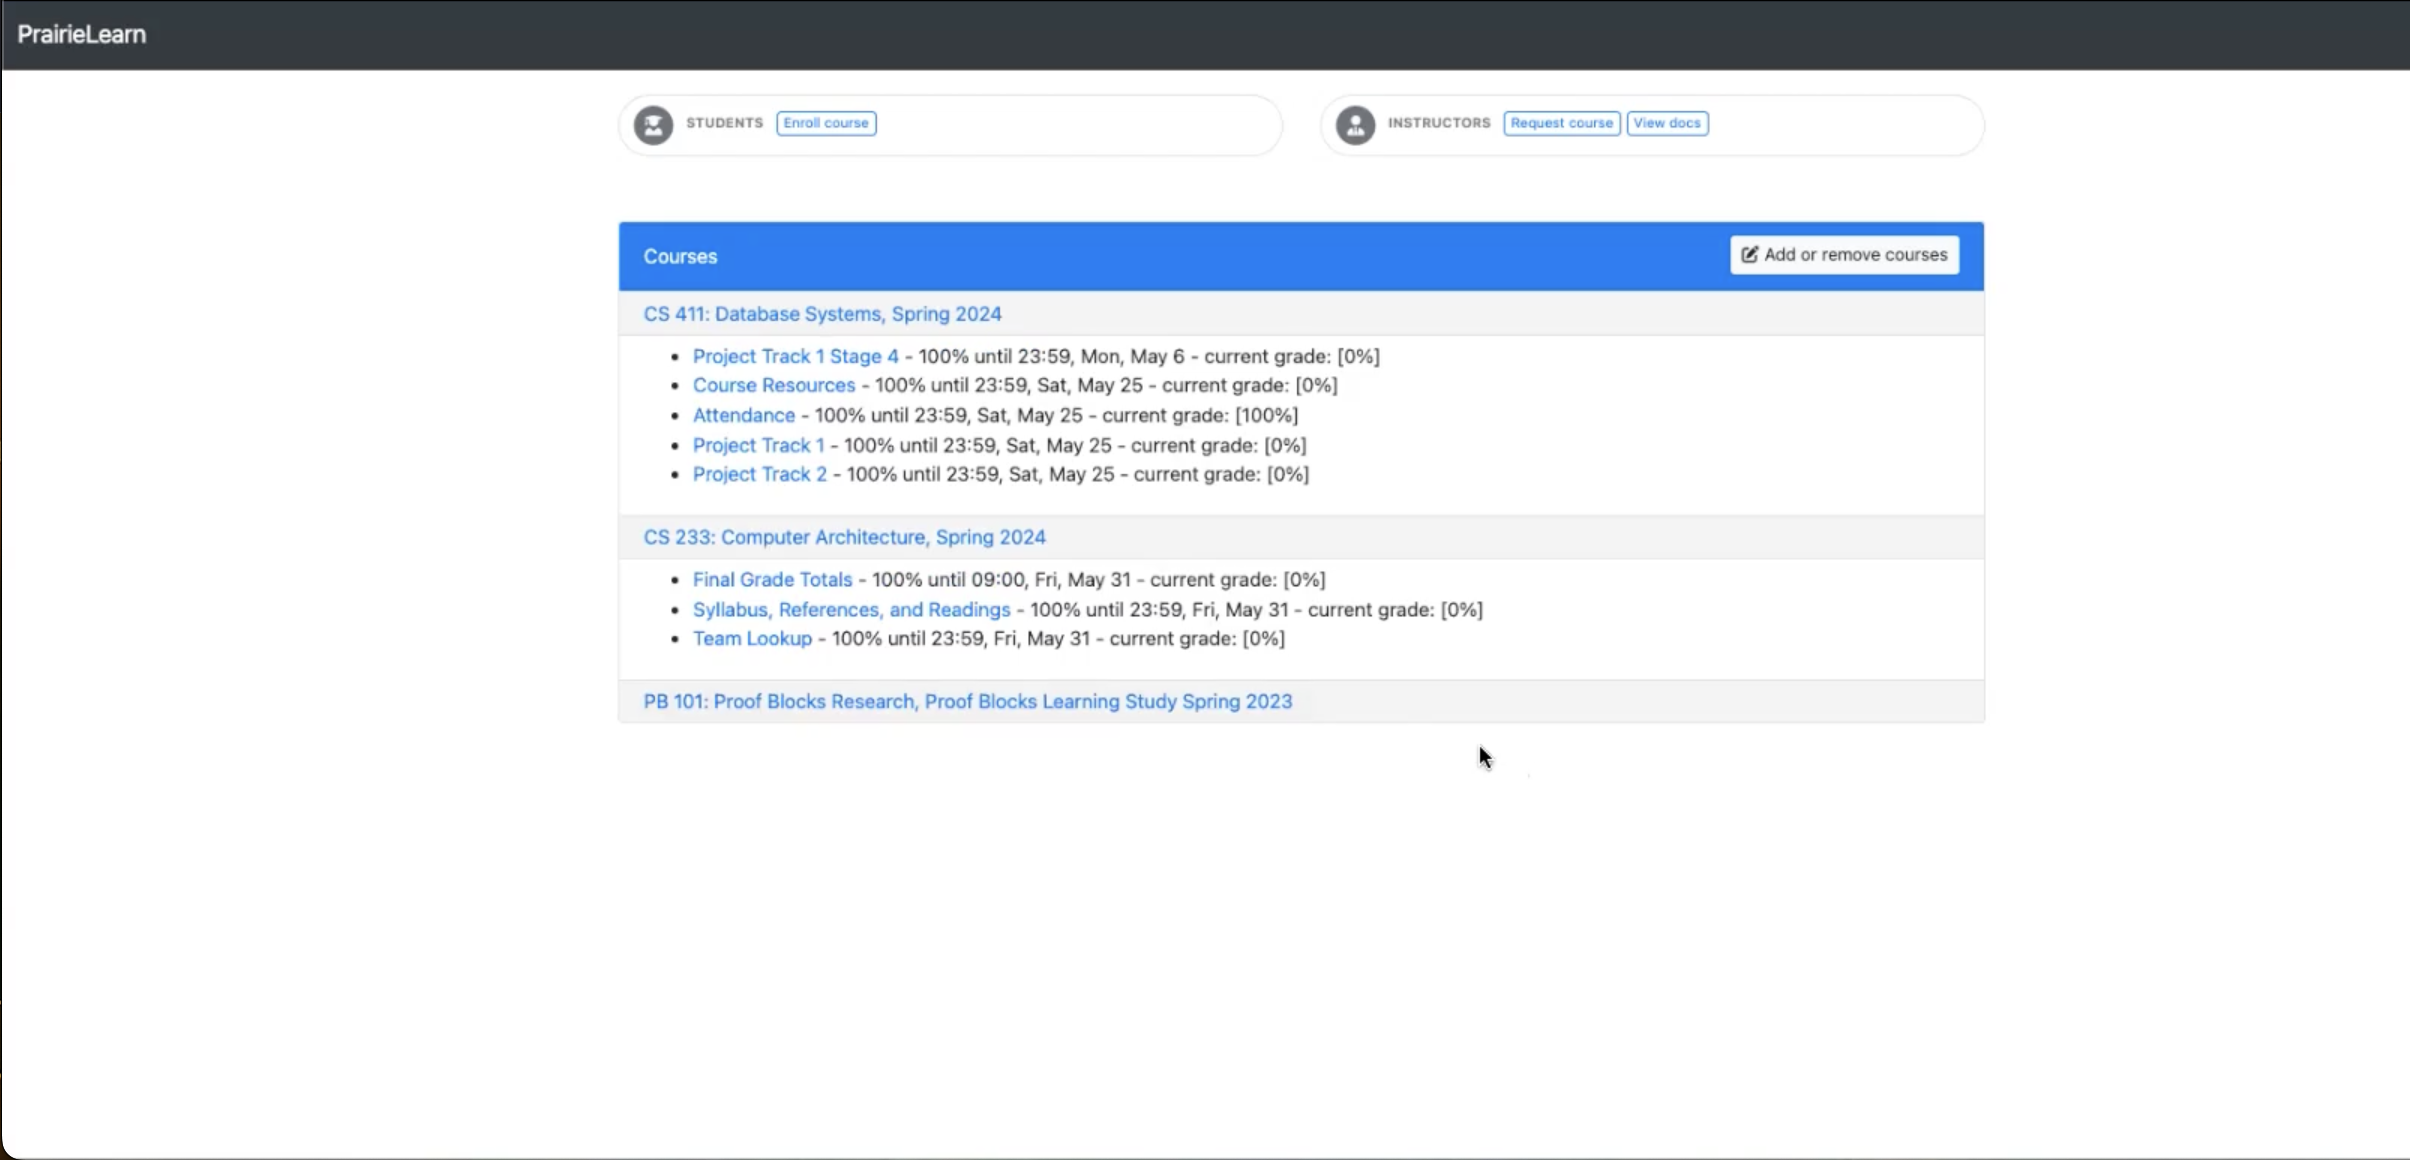 PrairieLearn
STUDENTS Enroll course
INSTRUCTORS Request course View docs
Courses
Add or remove courses
CS 411: Database Systems, Spring 2024
• Project Track 1 Stage 4 - 100% until 23:59, Mon, May 6 - current grade: [0%]
• Course Resources - 100% until 23:59, Sat, May 25 - current grade: [0%]
• Attendance - 100% until 23:59, Sat, May 25 - current grade: [100%]
• Project Track 1 - 100% until 23:59, Sat, May 25 - current grade: [0%]
• Project Track 2 - 100% until 23:59, Sat, May 25 - current grade: [0%]
CS 233: Computer Architecture, Spring 2024
• Final Grade Totals - 100% until 09:00, Fri, May 31 - current grade: [0%]
• Syllabus, References, and Readings - 100% until 23:59, Fri, May 31 - current grade: [0%]
• Team Lookup - 100% until 23:59, Fri, May 31 - current grade: [0%]
PB 101: Proof Blocks Research, Proof Blocks Learning Study Spring 2023